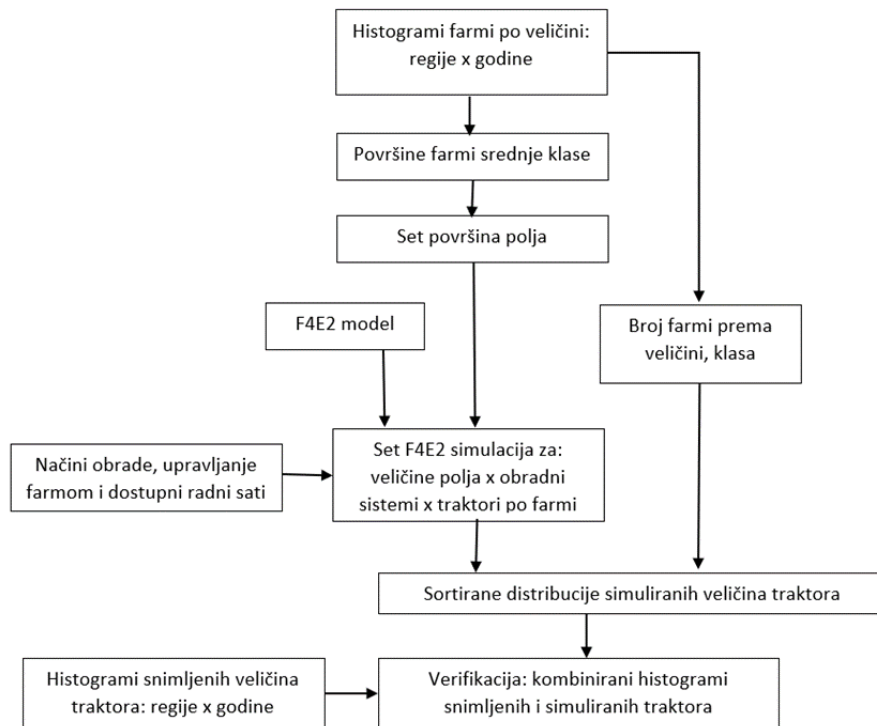 Histogrami farmi po veličini:
regije x godine
Površine farmi srednje klase
Set površina polja
F4E2 model
Broj farmi prema
veličini, klasa
Načini obrade, upravljanje
farmom i dostupni radni sati
Set F4E2 simulacija za:
veličine polja x obradni
sistemi x traktori po farmi
Sortirane distribucije simuliranih veličina traktora
Histogrami snimljenih veličina
traktora: regije x godine
Verifikacija: kombinirani histogrami
snimljenih i simuliranih traktora